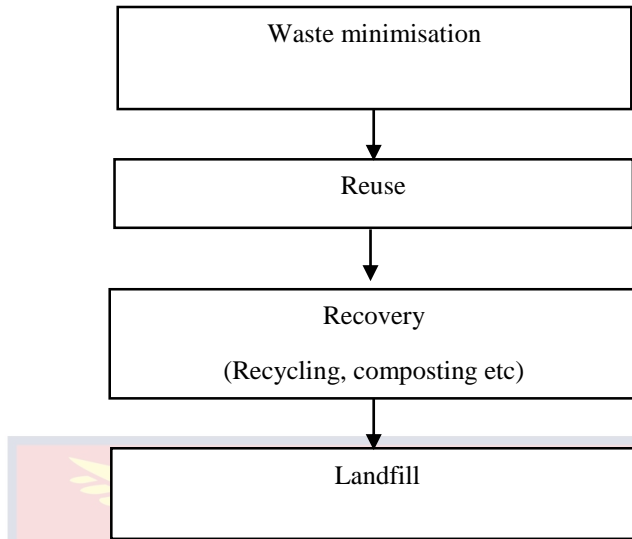 Waste minimisation
Reuse
Recovery
(Recycling, composting etc)
Landfill